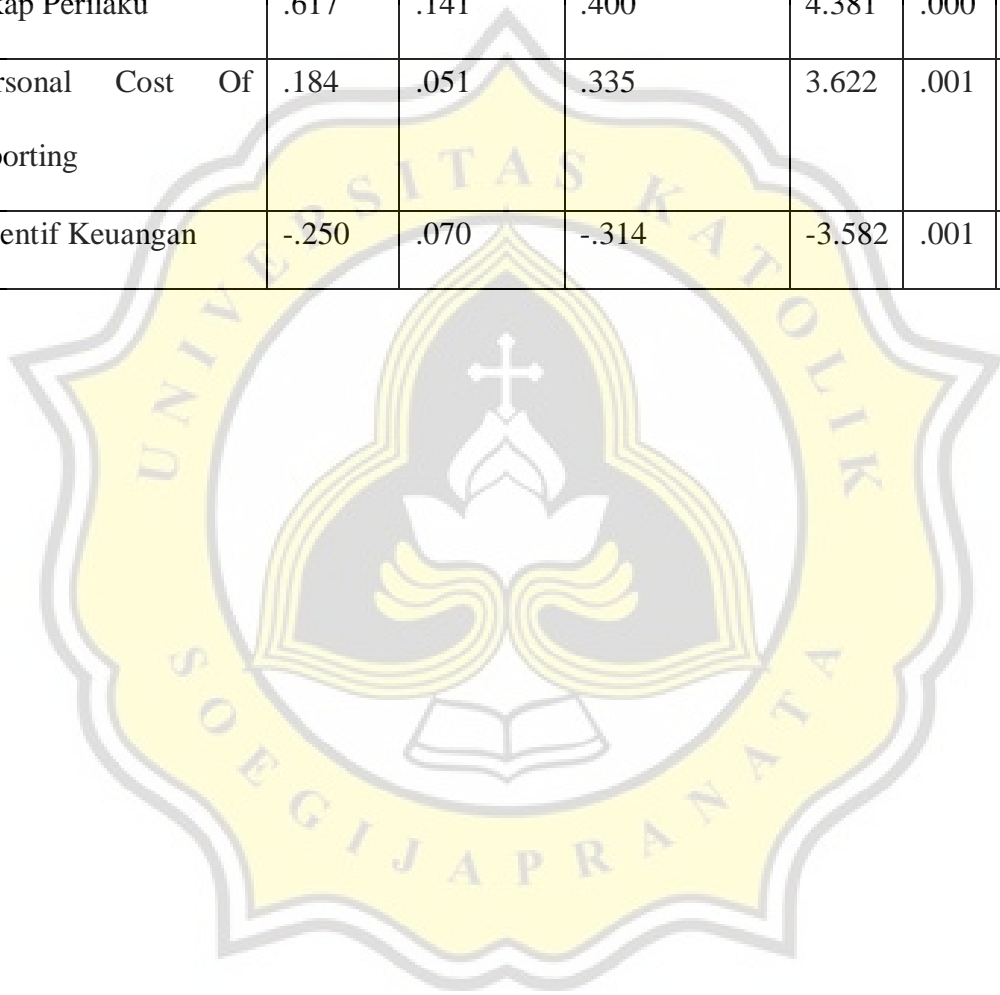 kap Perilaku .617 .141 .400 4.381 .000
rsonal Cost Of .184 .051 .335 3.622 .001
porting
entif Keuangan -.250 .070 -.314 -3.582 .001
UNIVERSITAS KATOLIK
SOEGIJAPRANATA